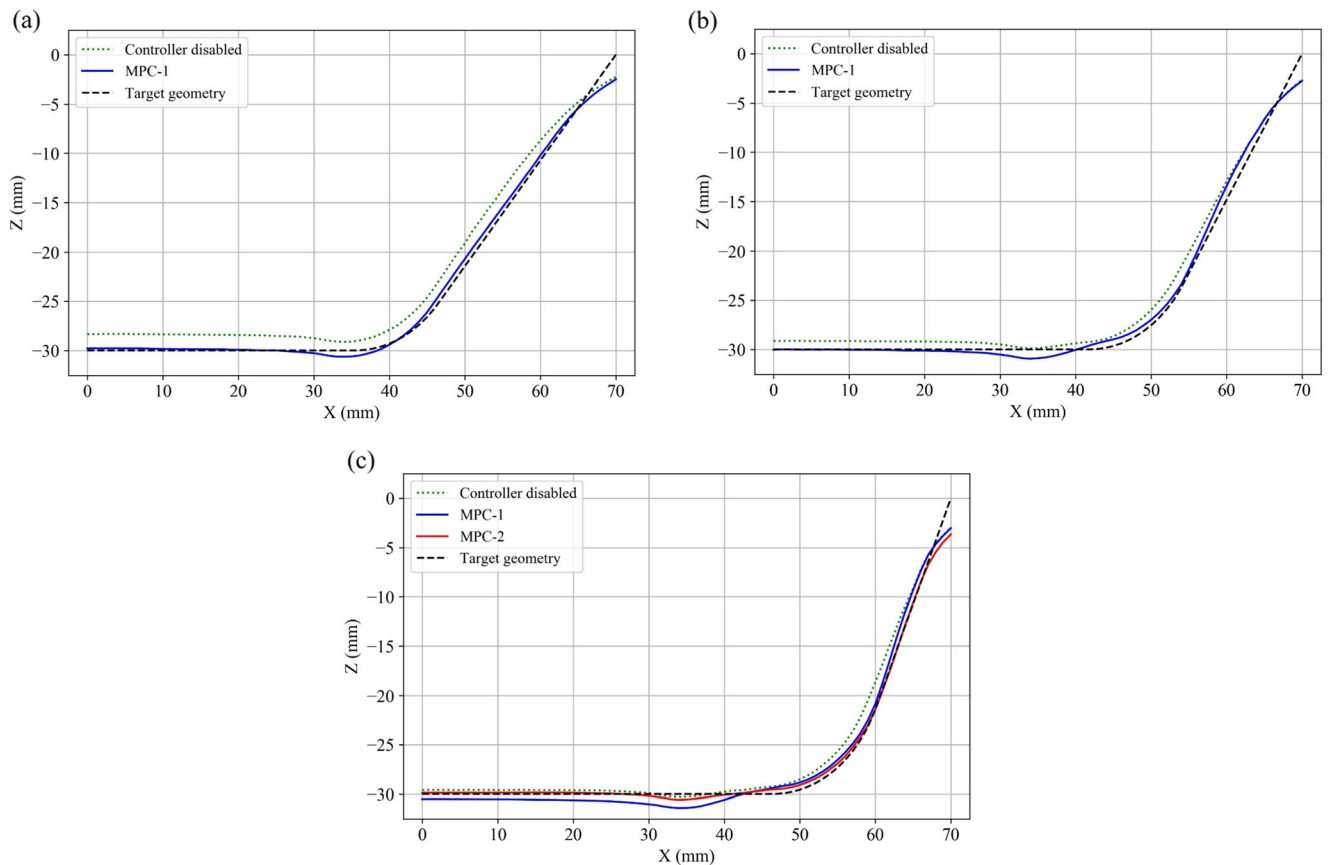 (a)
Controller disabled
MPC-1
Target geometry
0
−5
−10
−15
−20
−25
−30
Z (mm)
0 10 20 30 40 50 60 70
X (mm)
(b)
Controller disabled
MPC-1
Target geometry
0
−5
−10
−15
−20
−25
−30
Z (mm)
0 10 20 30 40 50 60 70
X (mm)
(c)
Controller disabled
MPC-1
MPC-2
Target geometry
0
−5
−10
−15
−20
−25
−30
Z (mm)
0 10 20 30 40 50 60 70
X (mm)